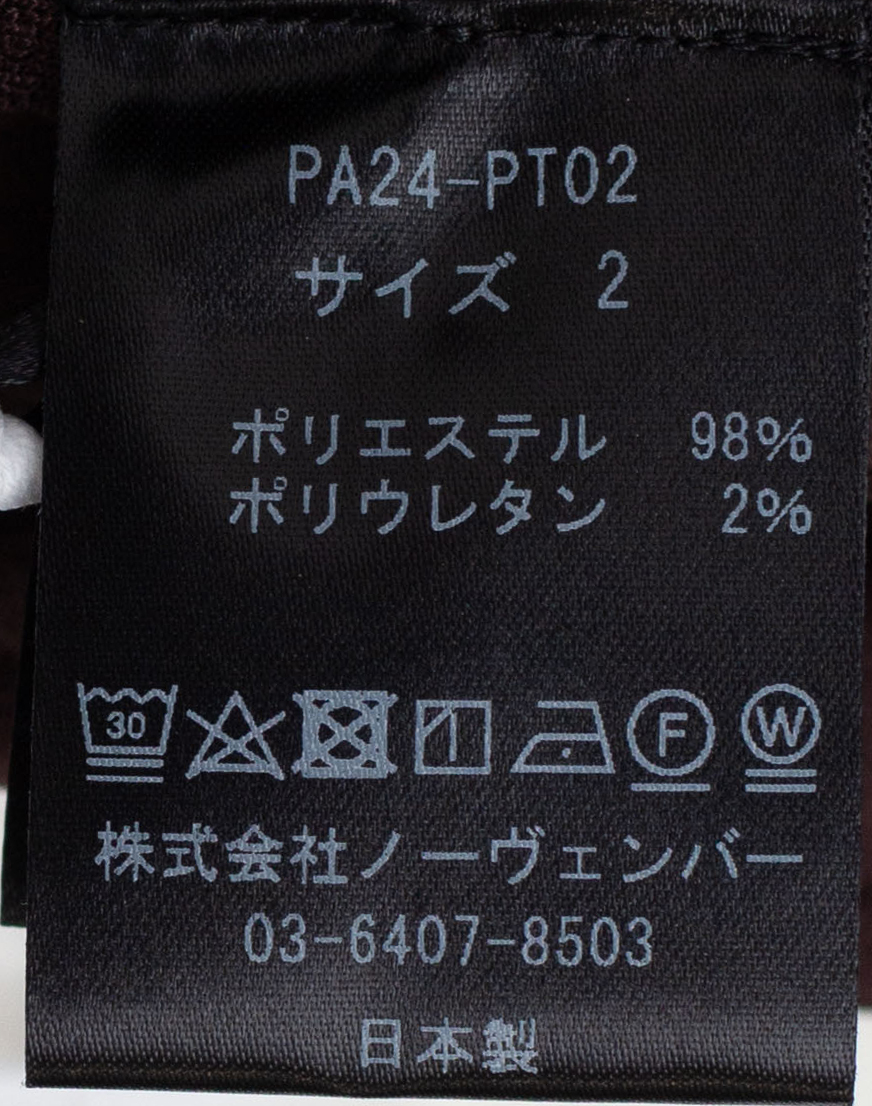 PA24-PT02
サイズ 2
ポリエステル 98%
ポリウレタン 2%
30 F W
株式会社ノーヴェンバー
03-6407-8503
日本製